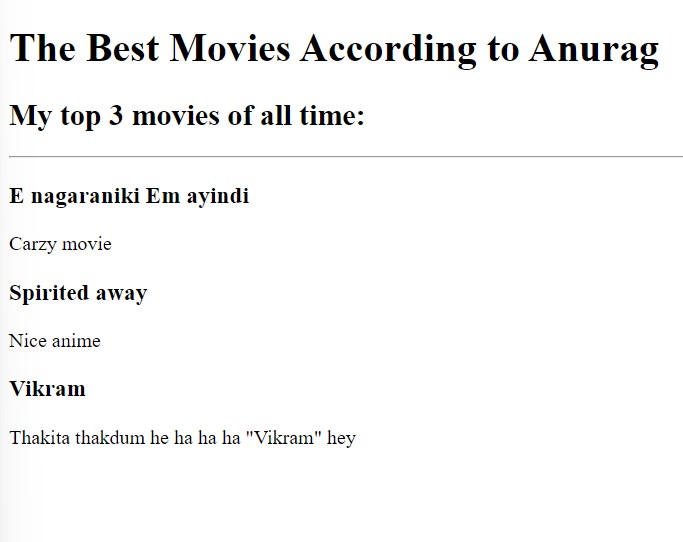 The Best Movies According to Anurag
My top 3 movies of all time:
E nagaraniki Em ayindi
Carzy movie
Spirited away
Nice anime
Vikram
Thakita thakdum he ha ha ha "Vikram" hey